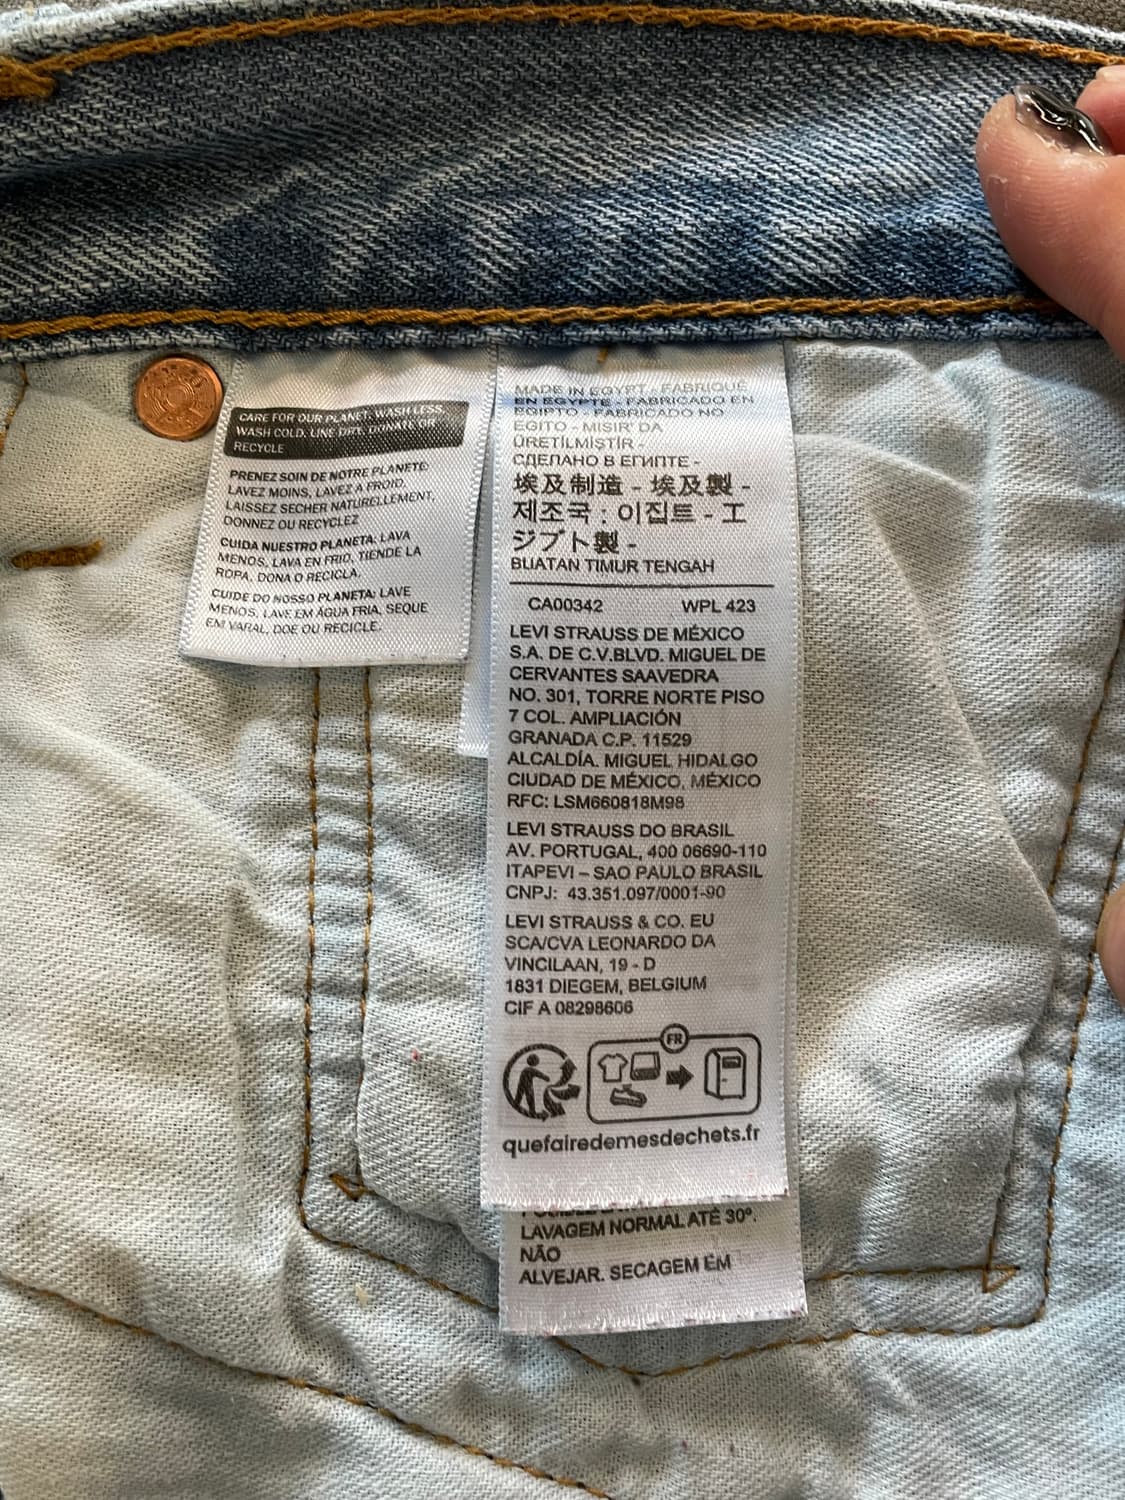 CARE FOR OUR PLANET: WASH LESS,
WASH COLD, LINE DRY, DONATE OR
RECYCLE
PRENEZ SOIN DE NOTRE PLANETE:
LAVEZ MOINS, LAVEZ A FROID,
LAISSEZ SECHER NATURELLEMENT,
DONNEZ OU RECYCLEZ
CUIDA NUESTRO PLANETA: LAVA
MENOS, LAVA EN FRIO, TIENDE LA
ROPA, DONA O RECICLA.
CUIDE DO NOSSO PLANETA: LAVE
MENOS, LAVE EM ÁGUA FRIA, SEQUE
EM VARAL, DOE OU RECICLE.
MADE IN EGYPT - FABRIQUÉ
EN EGYPTE - FABRICADO EN
EGIPTO - FABRICADO NO
EGITO - MISIR' DA
ÜRETİLMİŞTİR -
СДЕЛАНО В ЕГИПТЕ -
埃及制造 - 埃及製 -
제조국 : 이집트 - エ
ジプト製 -
BUATAN TIMUR TENGAH
CA00342 WPL 423
LEVI STRAUSS DE MÉXICO
S.A. DE C.V.BLVD. MIGUEL DE
CERVANTES SAAVEDRA
NO. 301, TORRE NORTE PISO
7 COL. AMPLIACIÓN
GRANADA C.P. 11529
ALCALDÍA. MIGUEL HIDALGO
CIUDAD DE MÉXICO, MÉXICO
RFC: LSM660818M98
LEVI STRAUSS DO BRASIL
AV. PORTUGAL, 400 06690-110
ITAPEVI – SAO PAULO BRASIL
CNPJ: 43.351.097/0001-90
LEVI STRAUSS & CO. EU
SCA/CVA LEONARDO DA
VINCILAAN, 19 - D
1831 DIEGEM, BELGIUM
CIF A 08298606
FR
quefairedemesdechets.fr
LAVAGEM NORMAL ATÉ 30º.
NÃO
ALVEJAR. SECAGEM EM